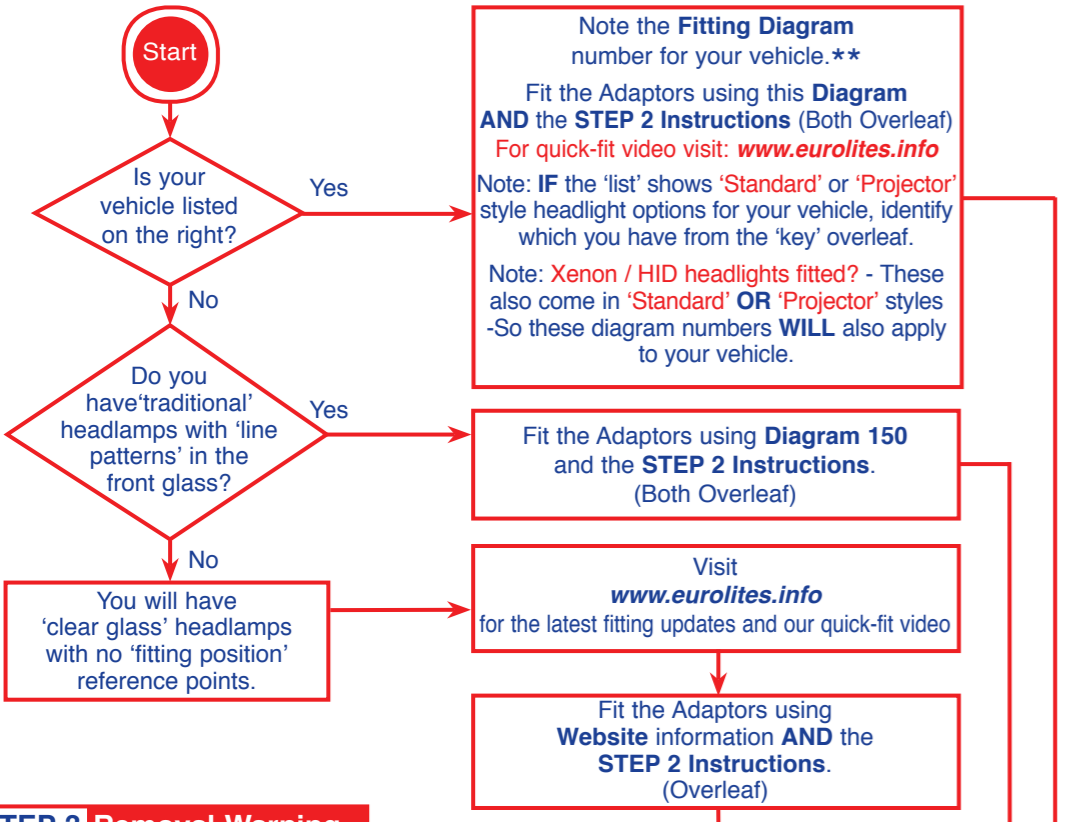 Start
Is your
vehicle listed
on the right?
Yes
Note the Fitting Diagram
number for your vehicle.**
Fit the Adaptors using this Diagram
AND the STEP 2 Instructions (Both Overleaf)
For quick-fit video visit: www.eurolites.info
Note: IF the ‘list’ shows ‘Standard’ or ‘Projector’
style headlight options for your vehicle, identify
which you have from the ‘key’ overleaf.
Note: Xenon / HID headlights fitted? - These
also come in ‘Standard’ OR ‘Projector’ styles
-So these diagram numbers WILL also apply
to your vehicle.
No
Do you
have‘traditional’
headlamps with ‘line
patterns’ in the
front glass?
Yes
Fit the Adaptors using Diagram 150
and the STEP 2 Instructions.
(Both Overleaf)
No
You will have
‘clear glass’ headlamps
with no ‘fitting position’
reference points.
Visit
www.eurolites.info
for the latest fitting updates and our quick-fit video
Fit the Adaptors using
Website information AND the
STEP 2 Instructions.
(Overleaf)
Removal Warning